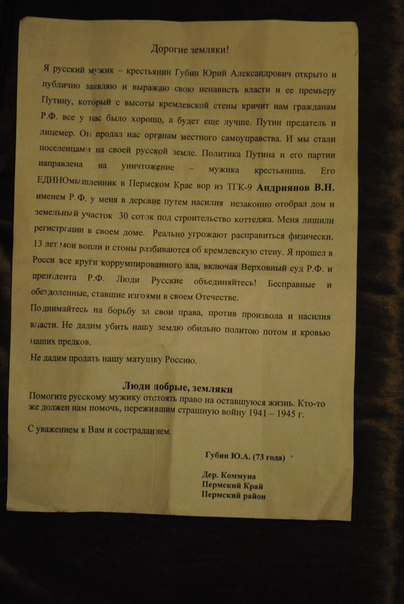 Дорогие земляки!
Я русский мужик – крестьянин Губин Юрий Александрович открыто и
публично заявляю и выражаю свою ненависть власти и ее премьеру
Путину, который с высоты кремлевской стены кричит нам гражданам
Р.Ф. все у нас было хорошо, а будет еще лучше. Путин предатель и
лицемер. Он продал нас органам местного самоуправства. И мы стали
поселенцами на своей русской земле. Политика Путина и его партии
направлена на уничтожение – мужика крестьянина. Его
ЕДИНОмышленник в Пермском Крае вор из ТГК-9 Андриянов В.Н.
именем Р.Ф. у меня в деревне путем насилия незаконно отобрал дом и
земельный участок 30 соток под строительство коттеджа. Меня лишили
регистрации в своем доме. Реально угрожают расправиться физически.
13 лет мои вопли и стоны разбиваются об кремлевскую стену. Я прошел в
Росси все круги коррумпированного ада, включая Верховный суд Р.Ф. и
президента Р.Ф. Люди Русские объединяйтесь! Бесправные и
обездоленные, ставшие изгоями в своем Отечестве.
Поднимайтесь на борьбу за свои права, против произвола и насилия
власти. Не дадим убить нашу землю обильно политою потом и кровью
наших предков.
Не дадим продать нашу матушку Россию.
Люди добрые, земляки
Помогите русскому мужику отстоять право на оставшуюся жизнь. Кто-то
же должен нам помочь, пережившим страшную войну 1941 – 1945 г.
С уважением к Вам и состраданием.
Губин Ю.А. (73 года)
Дер. Коммуна
Пермский Край
Пермский район